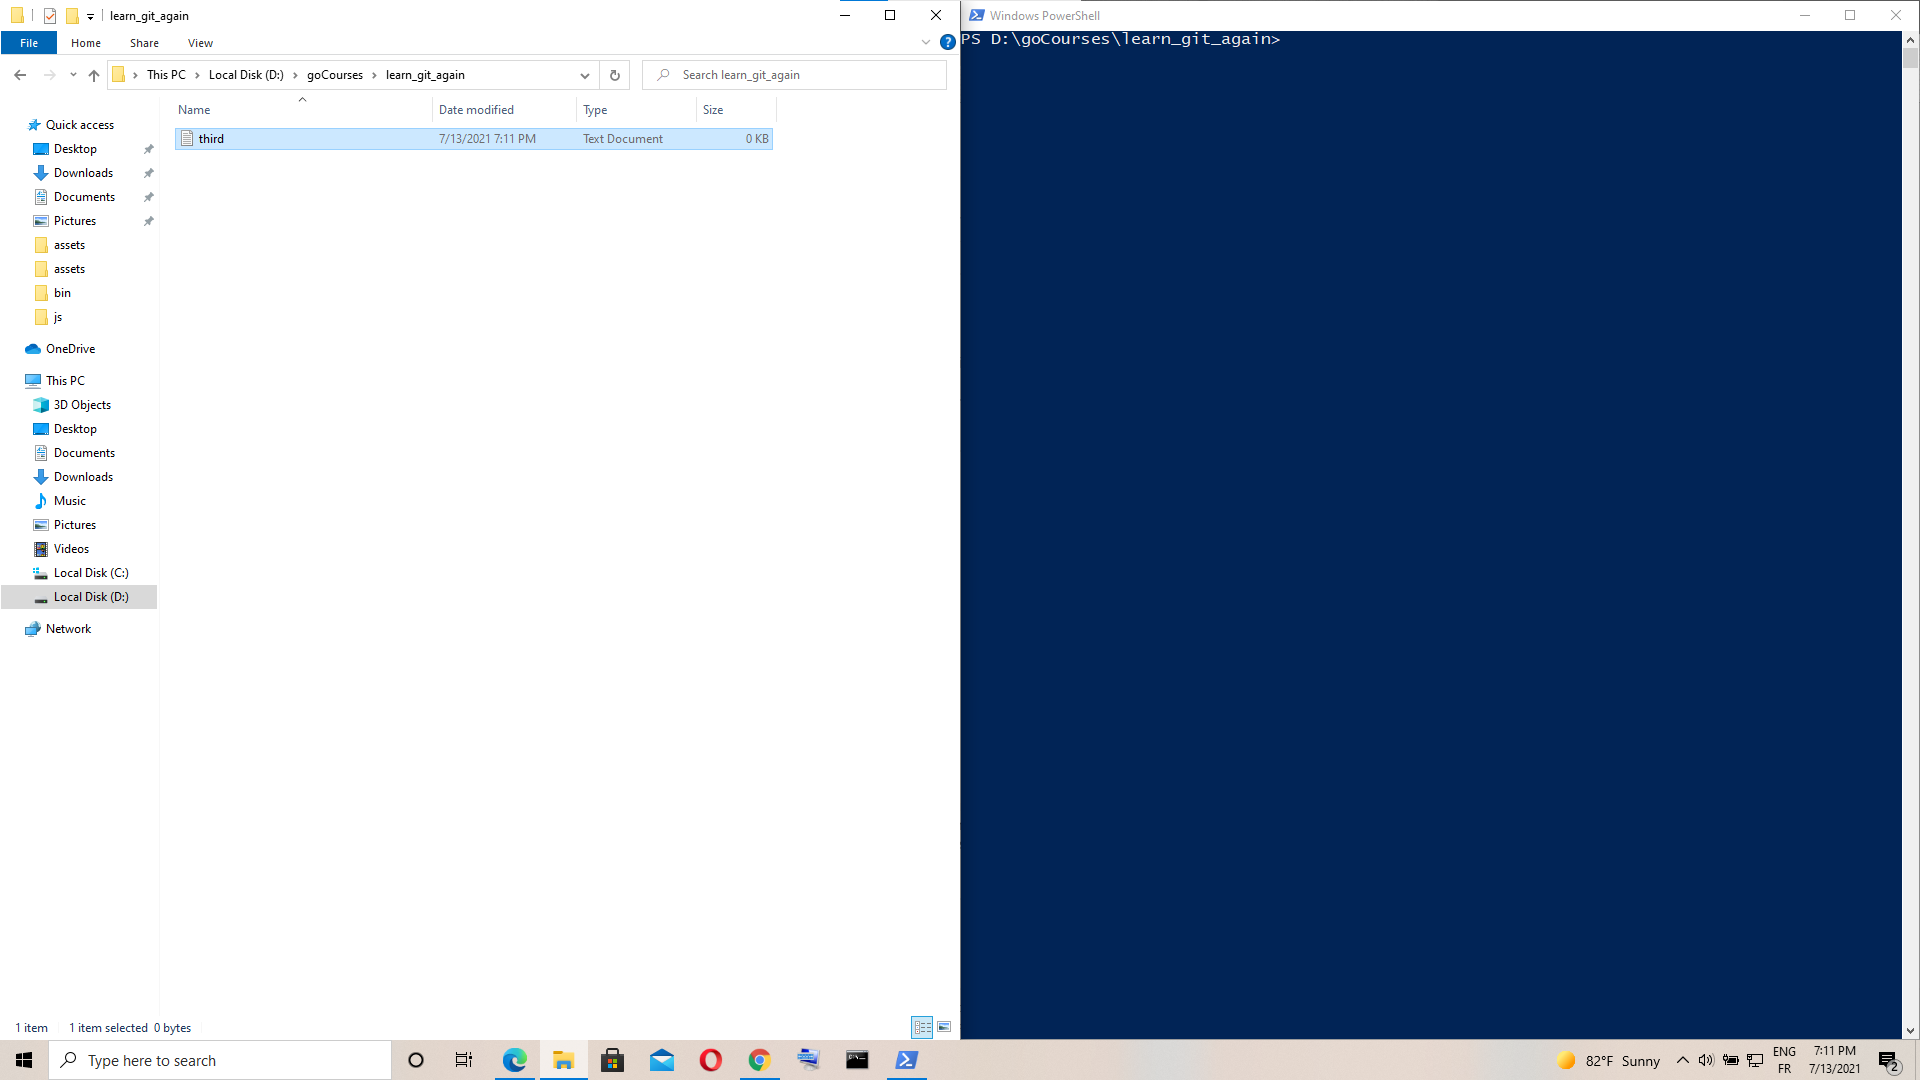 learn_git_again
File Home Share View
This PC Local Disk (D:) goCourses learn_git_again
Search learn_git_again
Name Date modified Type Size
third 7/13/2021 7:11 PM Text Document 0 KB
Quick access
Desktop
Downloads
Documents
Pictures
assets
assets
bin
js
OneDrive
This PC
3D Objects
Desktop
Documents
Downloads
Music
Pictures
Videos
Local Disk (C:)
Local Disk (D:)
Network
1 item 1 item selected 0 bytes
Windows PowerShell
PS D:\goCourses\learn_git_again>
Type here to search
82°F Sunny
ENG
FR
7:11 PM
7/13/2021
2